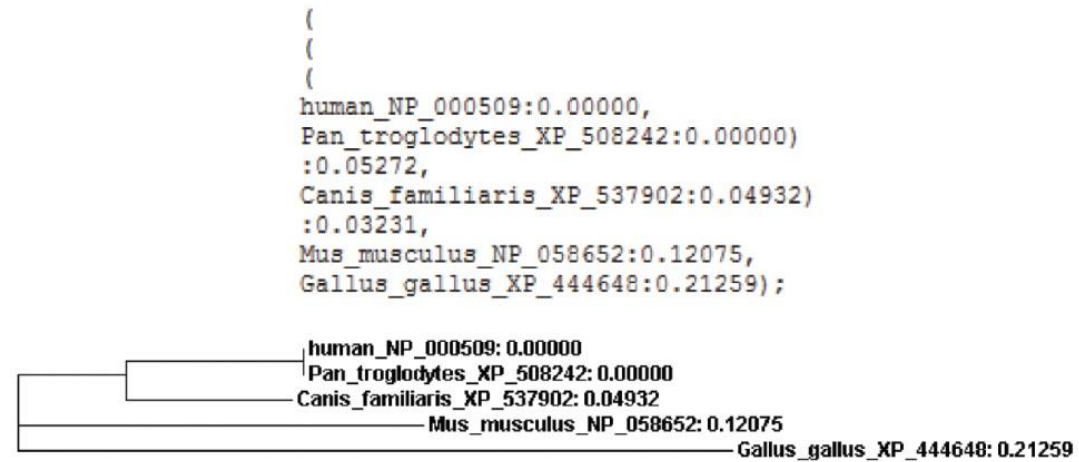 (
(
(
human_NP_000509:0.00000,
Pan_troglodytes_XP_508242:0.00000)
:0.05272,
Canis_familiaris_XP_537902:0.04932)
:0.03231,
Mus_musculus_NP_058652:0.12075,
Gallus_gallus_XP_444648:0.21259);
human_NP_000509: 0.00000
Pan_troglodytes_XP_508242: 0.00000
Canis_familiaris_XP_537902: 0.04932
Mus_musculus_NP_058652: 0.12075
Gallus_gallus_XP_444648: 0.21259